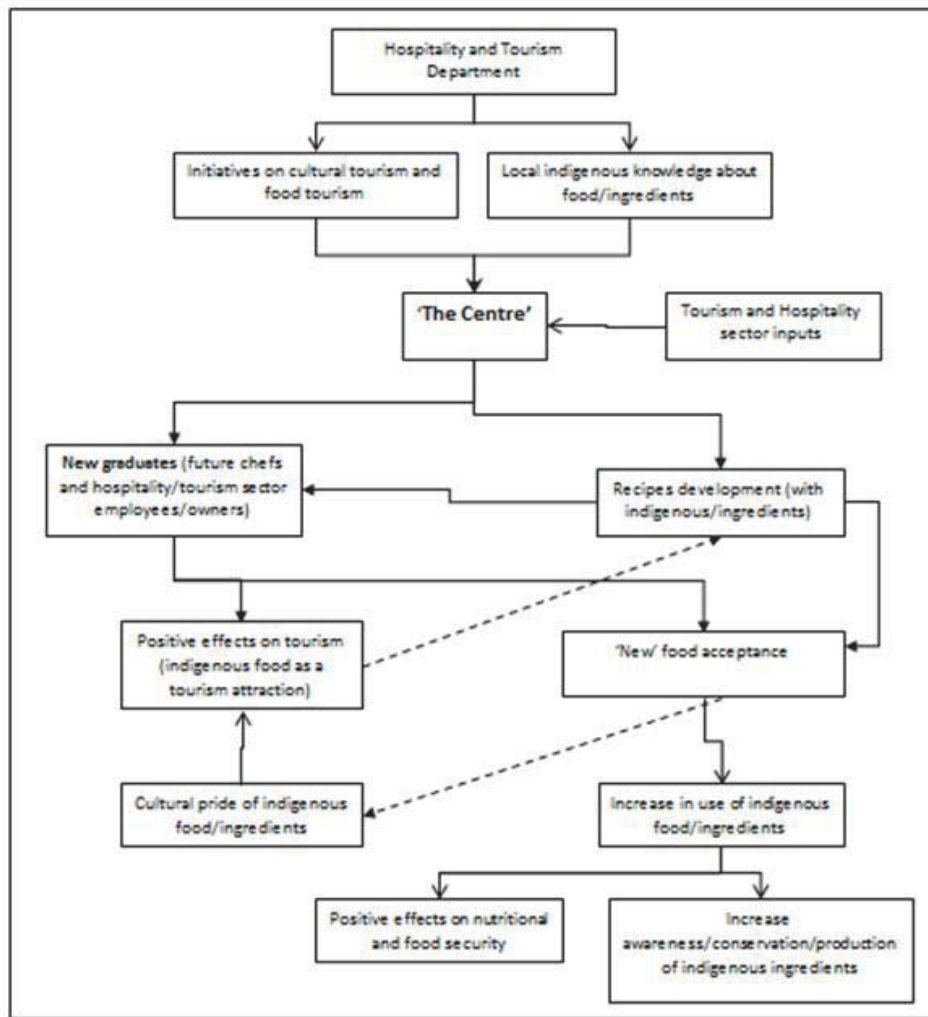 Hospitality and Tourism
Department
Initiatives on cultural tourism and
food tourism
Local indigenous knowledge about
food/ingredients
'The Centre'
Tourism and Hospitality
sector inputs
New graduates (future chefs
and hospitality/tourism sector
employees/owners)
Recipes development (with
indigenous/ingredients)
Positive effects on tourism
(indigenous food as a
tourism attraction)
'New' food acceptance
Cultural pride of indigenous
food/ingredients
Increase in use of indigenous
food/ingredients
Positive effects on nutritional
and food security
Increase
awareness/conservation/production
of indigenous ingredients